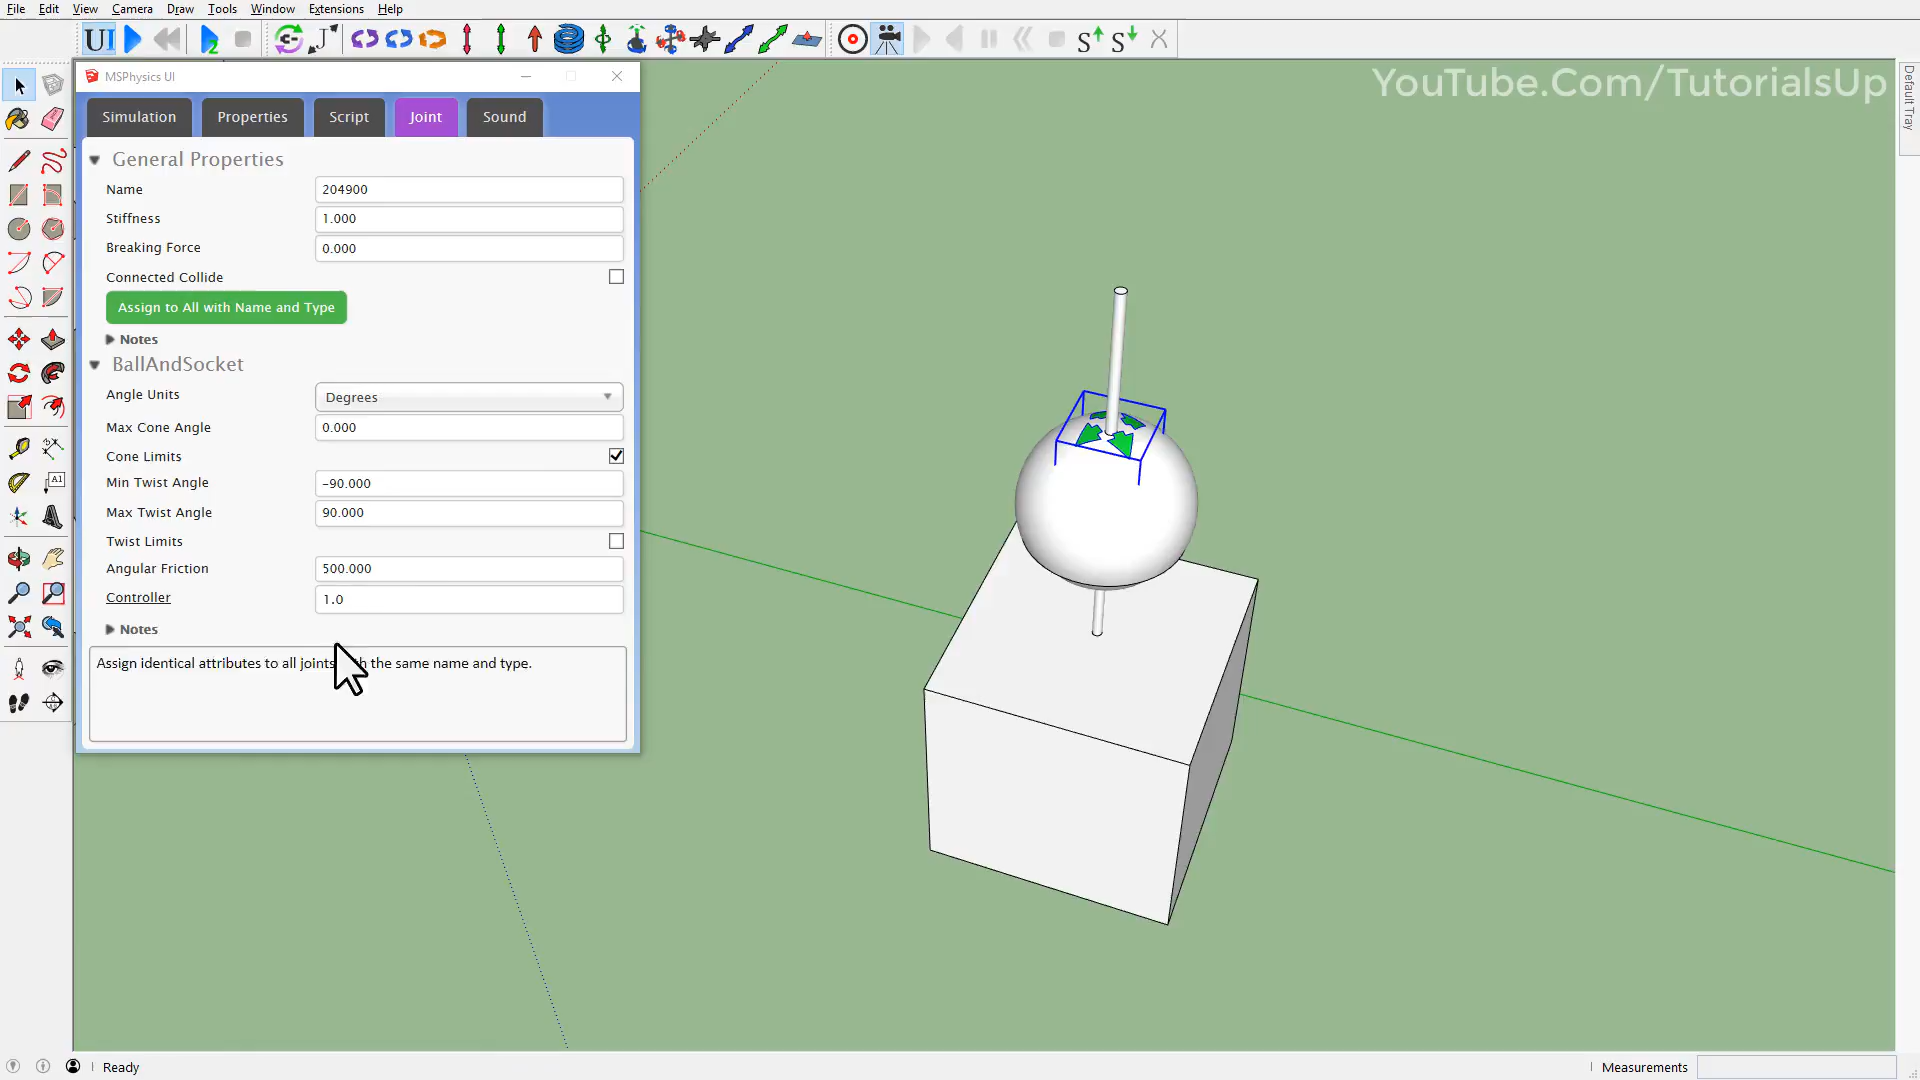 File Edit View Camera Draw Tools Window Extensions Help
UI 2 J S S
YouTube.Com/TutorialsUp
Default Tray
MSPhysics UI
Simulation Properties Script Joint Sound
General Properties
Name 204900
Stiffness 1.000
Breaking Force 0.000
Connected Collide
Assign to All with Name and Type
Notes
BallAndSocket
Angle Units Degrees
Max Cone Angle 0.000
Cone Limits
Min Twist Angle -90.000
Max Twist Angle 90.000
Twist Limits
Angular Friction 500.000
Controller 1.0
Notes
Assign identical attributes to all joints the same name and type.
A1
Ready
Measurements